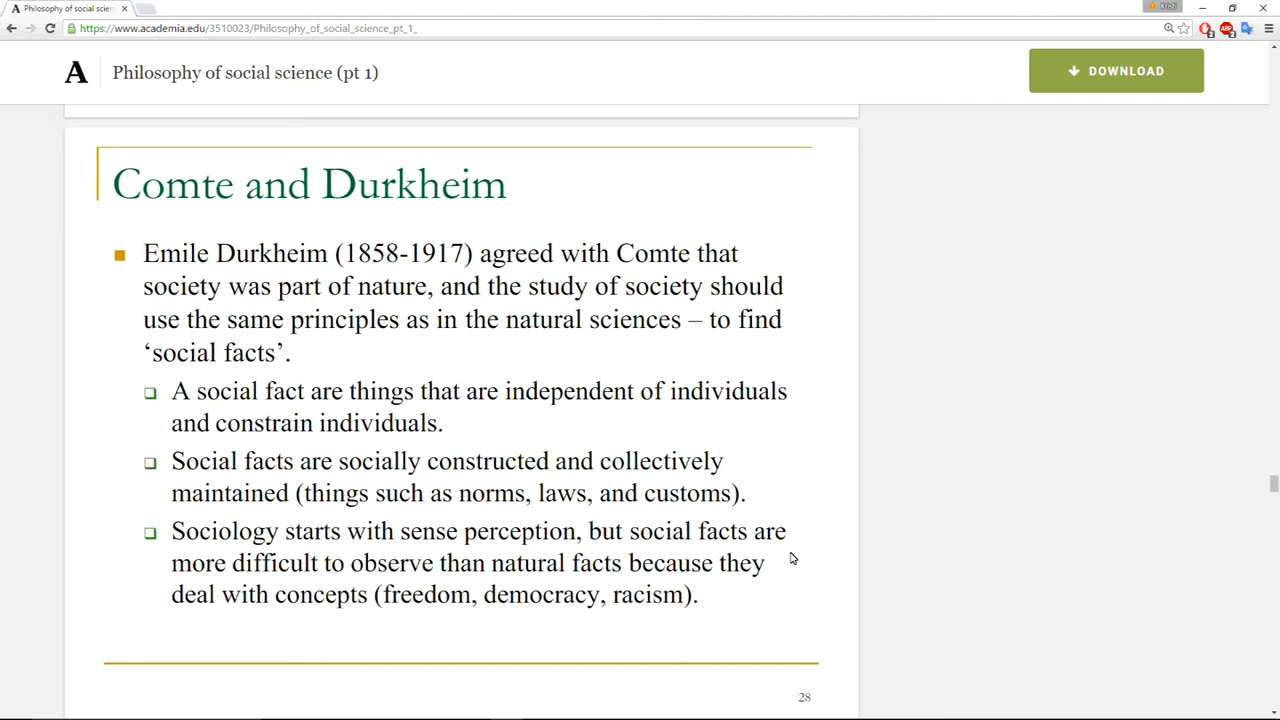 Philosophy of social scien
Kristi
https://www.academia.edu/3510023/Philosophy_of_social_science_pt_1_
A
Philosophy of social science (pt 1)
DOWNLOAD
Comte and Durkheim
Emile Durkheim (1858-1917) agreed with Comte that
society was part of nature, and the study of society should
use the same principles as in the natural sciences – to find
‘social facts’.
A social fact are things that are independent of individuals
and constrain individuals.
Social facts are socially constructed and collectively
maintained (things such as norms, laws, and customs).
Sociology starts with sense perception, but social facts are
more difficult to observe than natural facts because they
deal with concepts (freedom, democracy, racism).
28